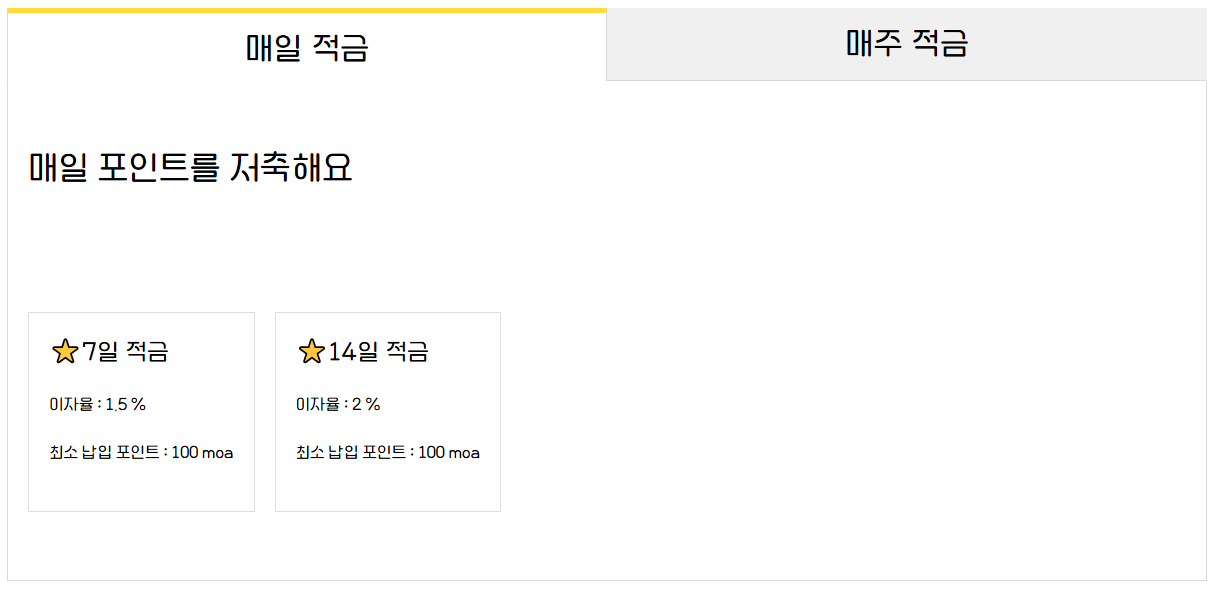 매일 적금
매주 적금
매일 포인트를 저축해요
7일 적금
이자율 : 1.5 %
최소 납입 포인트 : 100 moa
14일 적금
이자율 : 2 %
최소 납입 포인트 : 100 moa